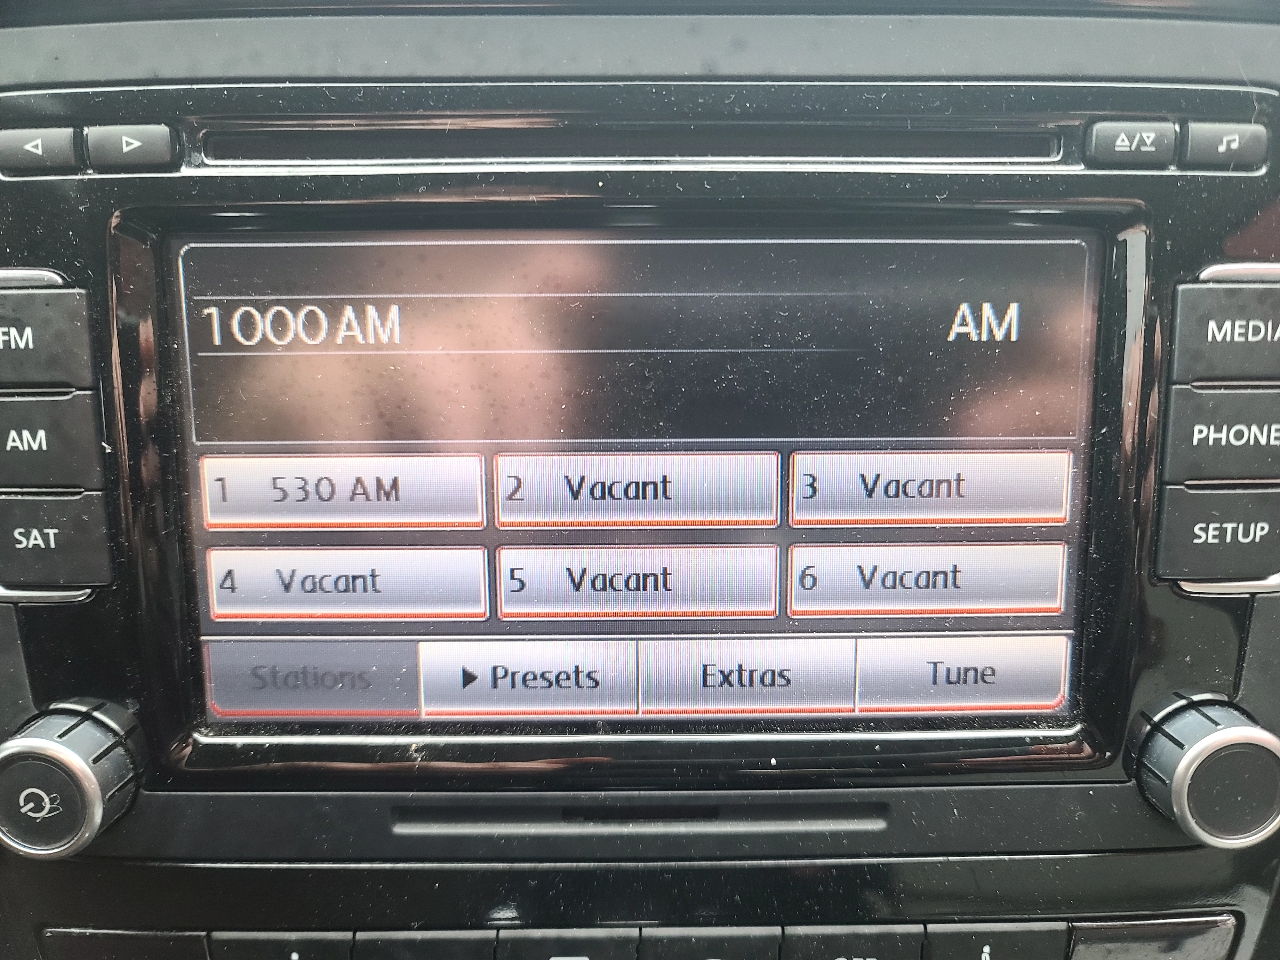 1000 AM AM
FM MEDIA
AM PHONE
SAT SETUP
1 530 AM 2 Vacant 3 Vacant
4 Vacant 5 Vacant 6 Vacant
Stations Presets Extras Tune